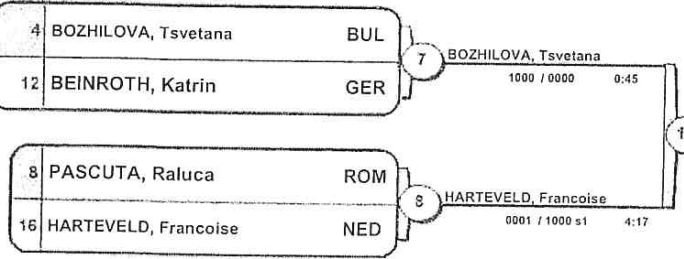 4 BOZHILOVA, Tsvetana BUL
12 BEINROTH, Katrin GER
7
BOZHILOVA, Tsvetana
1000 / 0000 0:45
8 PASCUTA, Raluca ROM
16 HARTEVELD, Francoise NED
8
HARTEVELD, Francoise
0001 / 1000 s1 4:17